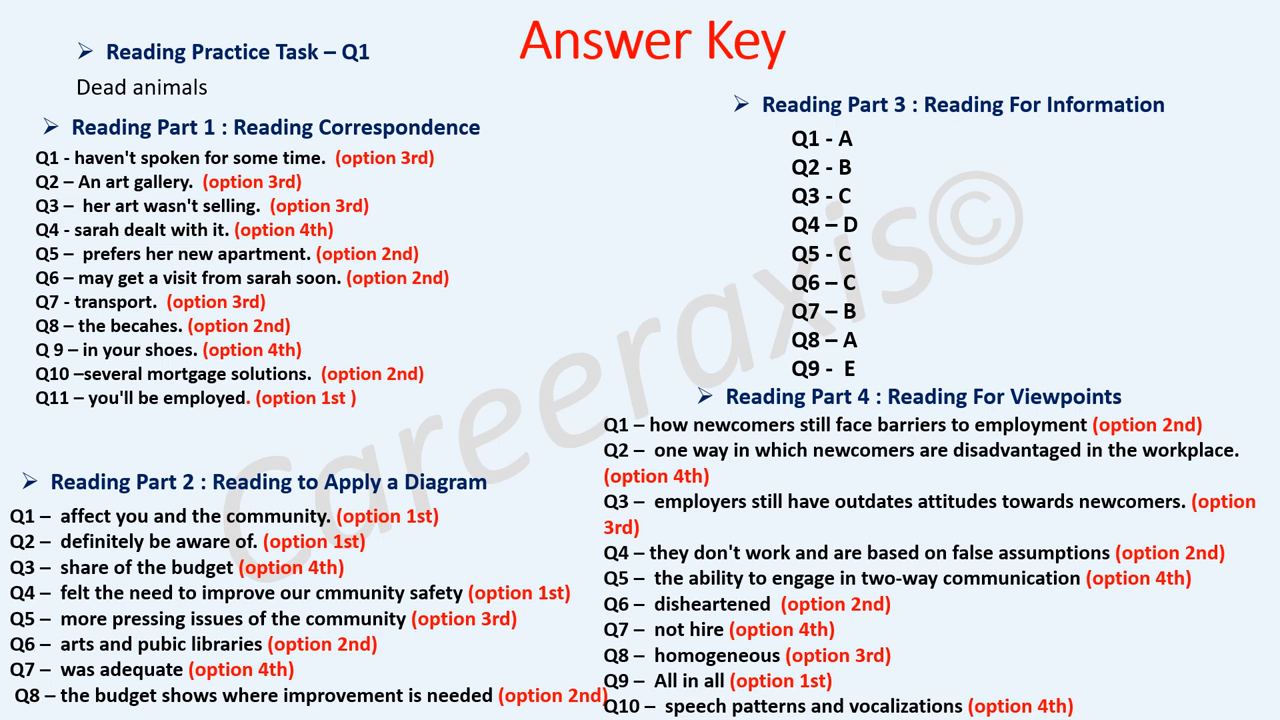 Answer Key
➢ Reading Practice Task – Q1
Dead animals
➢ Reading Part 1 : Reading Correspondence
Q1 - haven't spoken for some time. (option 3rd)
Q2 – An art gallery. (option 3rd)
Q3 – her art wasn't selling. (option 3rd)
Q4 - sarah dealt with it. (option 4th)
Q5 – prefers her new apartment. (option 2nd)
Q6 – may get a visit from sarah soon. (option 2nd)
Q7 - transport. (option 3rd)
Q8 – the becahes. (option 2nd)
Q 9 – in your shoes. (option 4th)
Q10 –several mortgage solutions. (option 2nd)
Q11 – you'll be employed. (option 1st )
➢ Reading Part 2 : Reading to Apply a Diagram
Q1 – affect you and the community. (option 1st)
Q2 – definitely be aware of. (option 1st)
Q3 – share of the budget (option 4th)
Q4 – felt the need to improve our cmmunity safety (option 1st)
Q5 – more pressing issues of the community (option 3rd)
Q6 – arts and pubic libraries (option 2nd)
Q7 – was adequate (option 4th)
Q8 – the budget shows where improvement is needed (option 2nd)
➢ Reading Part 3 : Reading For Information
Q1 - A
Q2 - B
Q3 - C
Q4 – D
Q5 - C
Q6 – C
Q7 – B
Q8 – A
Q9 - E
➢ Reading Part 4 : Reading For Viewpoints
Q1 – how newcomers still face barriers to employment (option 2nd)
Q2 – one way in which newcomers are disadvantaged in the workplace.
(option 4th)
Q3 – employers still have outdates attitudes towards newcomers. (option
3rd)
Q4 – they don't work and are based on false assumptions (option 2nd)
Q5 – the ability to engage in two-way communication (option 4th)
Q6 – disheartened (option 2nd)
Q7 – not hire (option 4th)
Q8 – homogeneous (option 3rd)
Q9 – All in all (option 1st)
Q10 – speech patterns and vocalizations (option 4th)
Careeraxis©